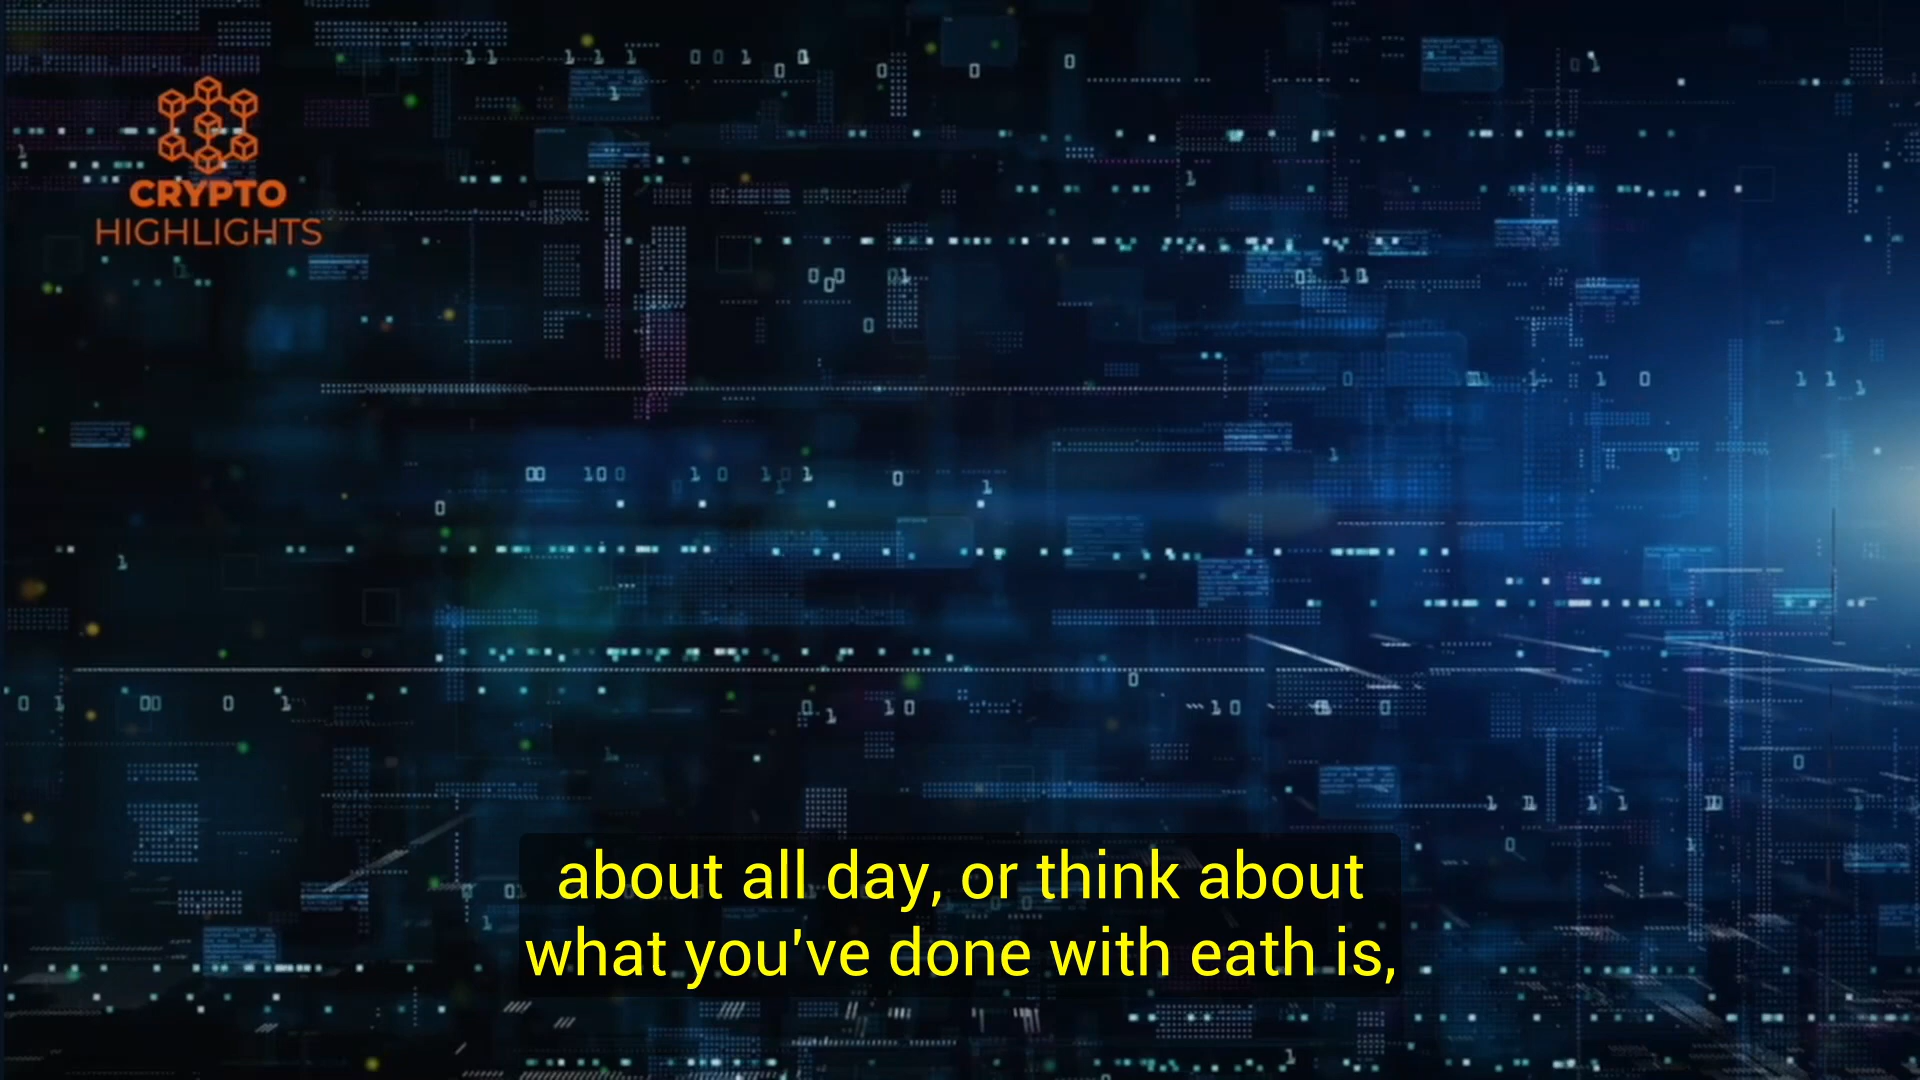 CRYPTO
HIGHLIGHTS
about all day, or think about
what you've done with eath is,